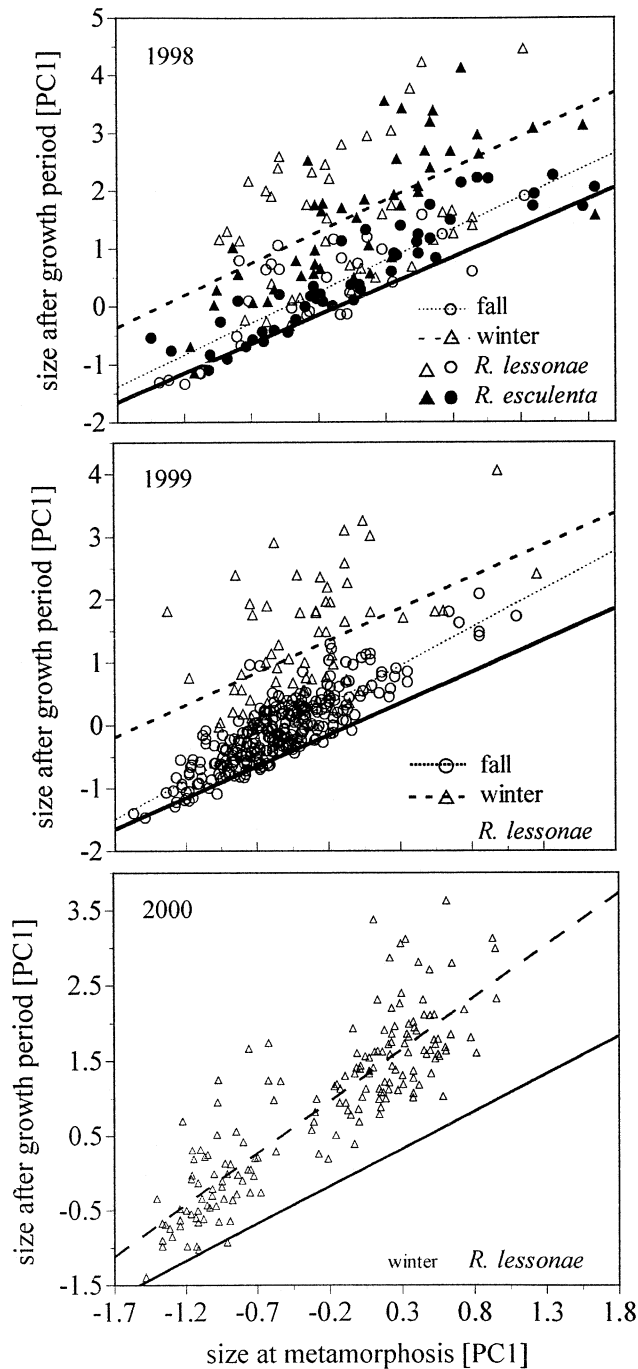 5
1998
4
3
2
1
0
-1
-2
size after growth period [PC1]
fall
winter
R. lessonae
R. esculenta
1999
4
3
2
1
0
-1
-2
size after growth period [PC1]
fall
winter
R. lessonae
2000
3.5
2.5
1.5
0.5
-0.5
-1.5
size after growth period [PC1]
winter R. lessonae
-1.7 -1.2 -0.7 -0.2 0.3 0.8 1.3 1.8
size at metamorphosis [PC1]